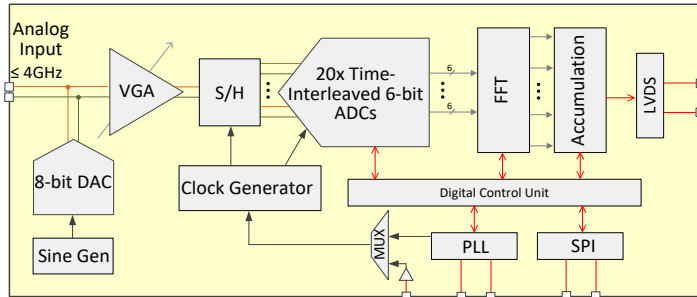 Analog
Input
≤ 4GHz
VGA
S/H
20x Time-
Interleaved 6-bit
ADCs
6
6
FFT
Accumulation
LVDS
8-bit DAC
Clock Generator
Digital Control Unit
Sine Gen
MUX
PLL
SPI